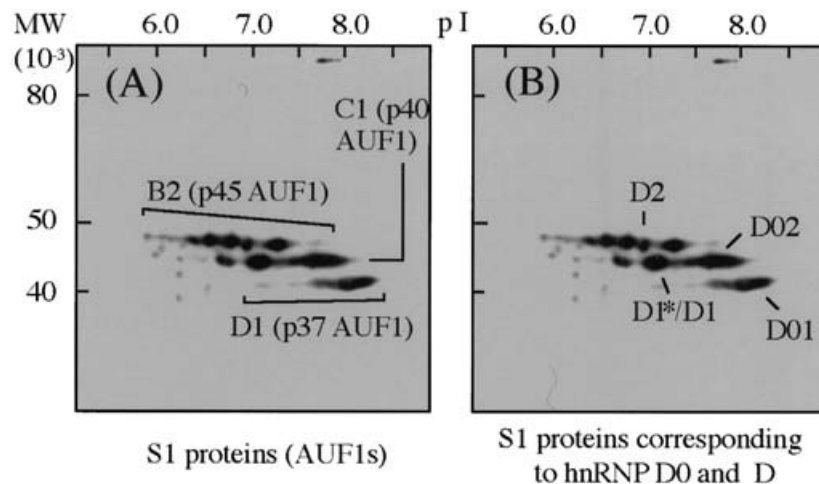 MW 6.0 7.0 8.0 pI 6.0 7.0 8.0
(10-3)
80
50
40
(A)
C1 (p40
AUF1)
B2 (p45 AUF1)
D1 (p37 AUF1)
(B)
D2
D02
D1*/D1
D01
S1 proteins (AUF1s)
S1 proteins corresponding
to hnRNP D0 and D